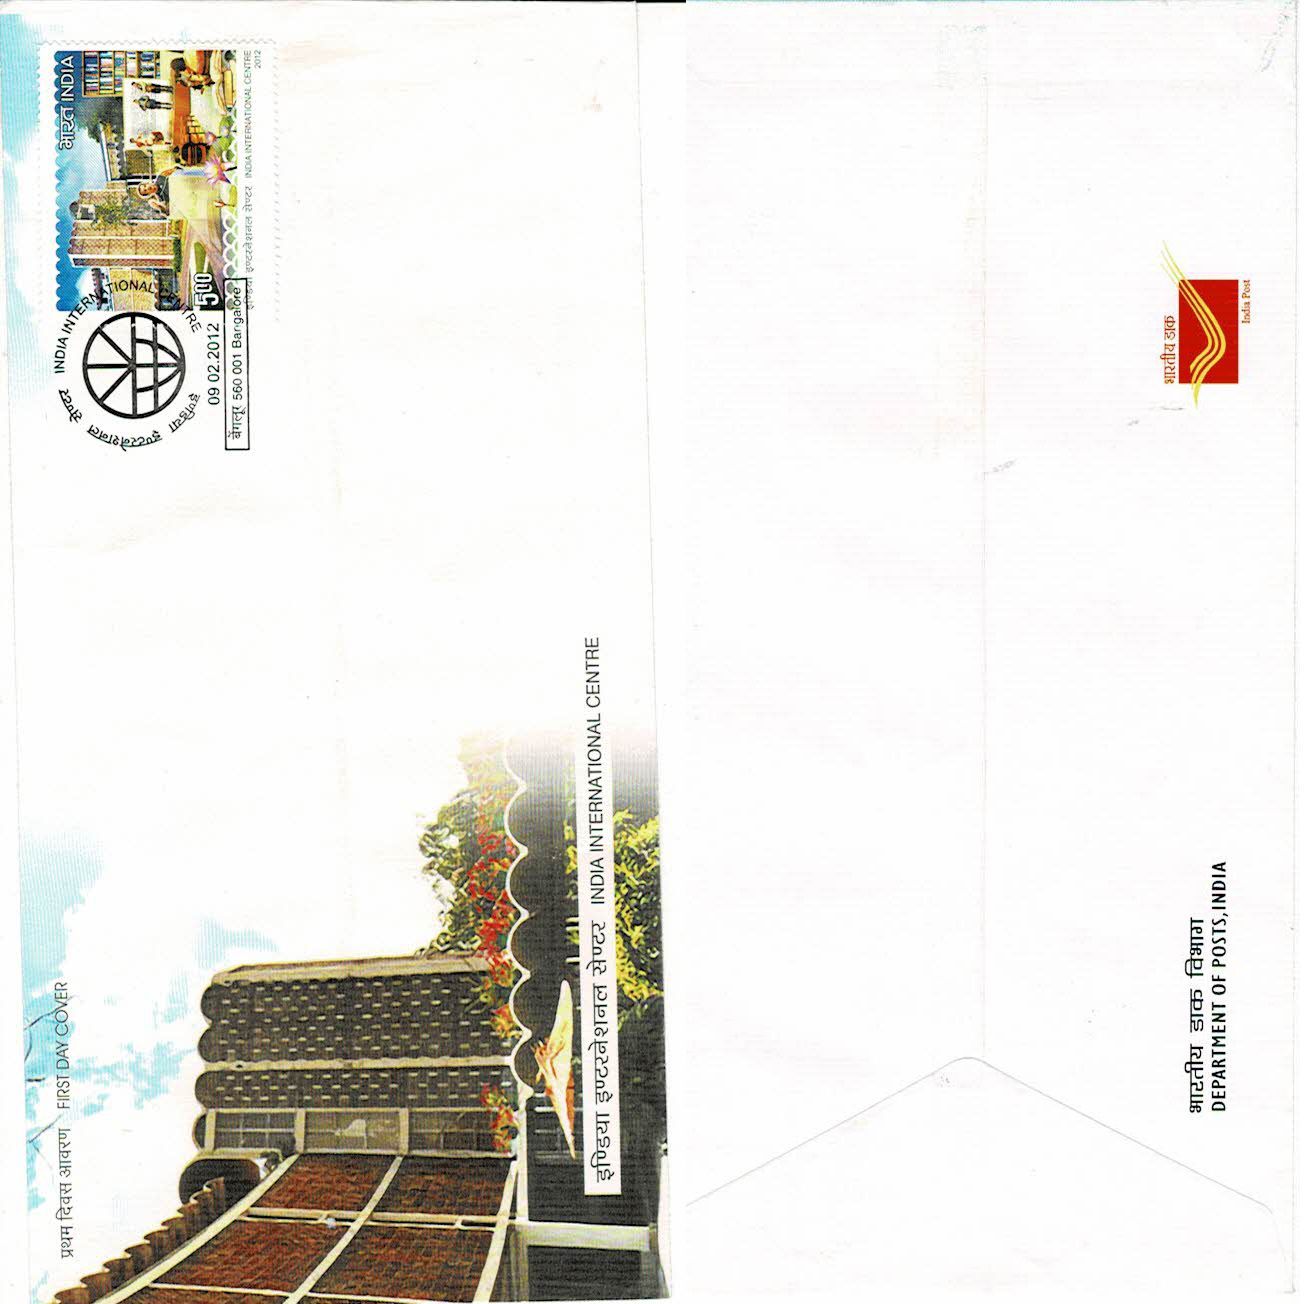 प्रथम दिवस आवरण FIRST DAY COVER
इण्डिया इण्टरनेशनल सेण्टर INDIA INTERNATIONAL CENTRE
09 02.2012
बेंगलूर 560 001 Bangalore
भारत INDIA
5.00
इण्डिया इण्टरनेशनल सेण्टर INDIA INTERNATIONAL CENTRE
2012
इण्डिया इण्टरनेशनल सेण्टर INDIA INTERNATIONAL CENTRE
भारतीय डाक विभाग
DEPARTMENT OF POSTS,INDIA
भारतीय डाक
India Post